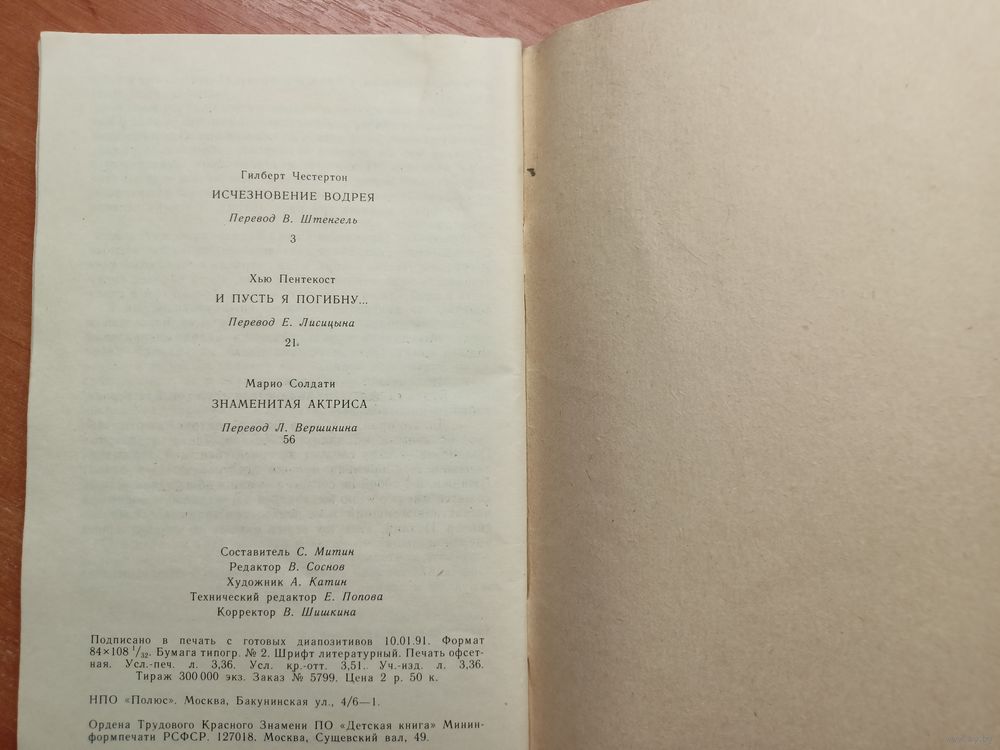 Гилберт Честертон
ИСЧЕЗНОВЕНИЕ ВОДРЕЯ
Перевод В. Штенгель
3
Хью Пентекост
И ПУСТЬ Я ПОГИБНУ...
Перевод Е. Лисицына
21
Марио Солдати
ЗНАМЕНИТАЯ АКТРИСА
Перевод Л. Вершинина
56
Составитель С. Митин
Редактор В. Соснов
Художник А. Катин
Технический редактор Е. Попова
Корректор В. Шишкина
Подписано в печать с готовых диапозитивов 10.01.91. Формат
84×108 1/32. Бумага типогр. № 2. Шрифт литературный. Печать офсет-
ная. Усл.-печ. л. 3,36. Усл. кр.-отт. 3,51. Уч.-изд. л. 3,36.
Тираж 300 000 экз. Заказ № 5799. Цена 2 р. 50 к.
НПО «Полюс». Москва, Бакунинская ул., 4/6—1.
Ордена Трудового Красного Знамени ПО «Детская книга» Мнин-
формпечати РСФСР. 127018. Москва, Сущевский вал, 49.